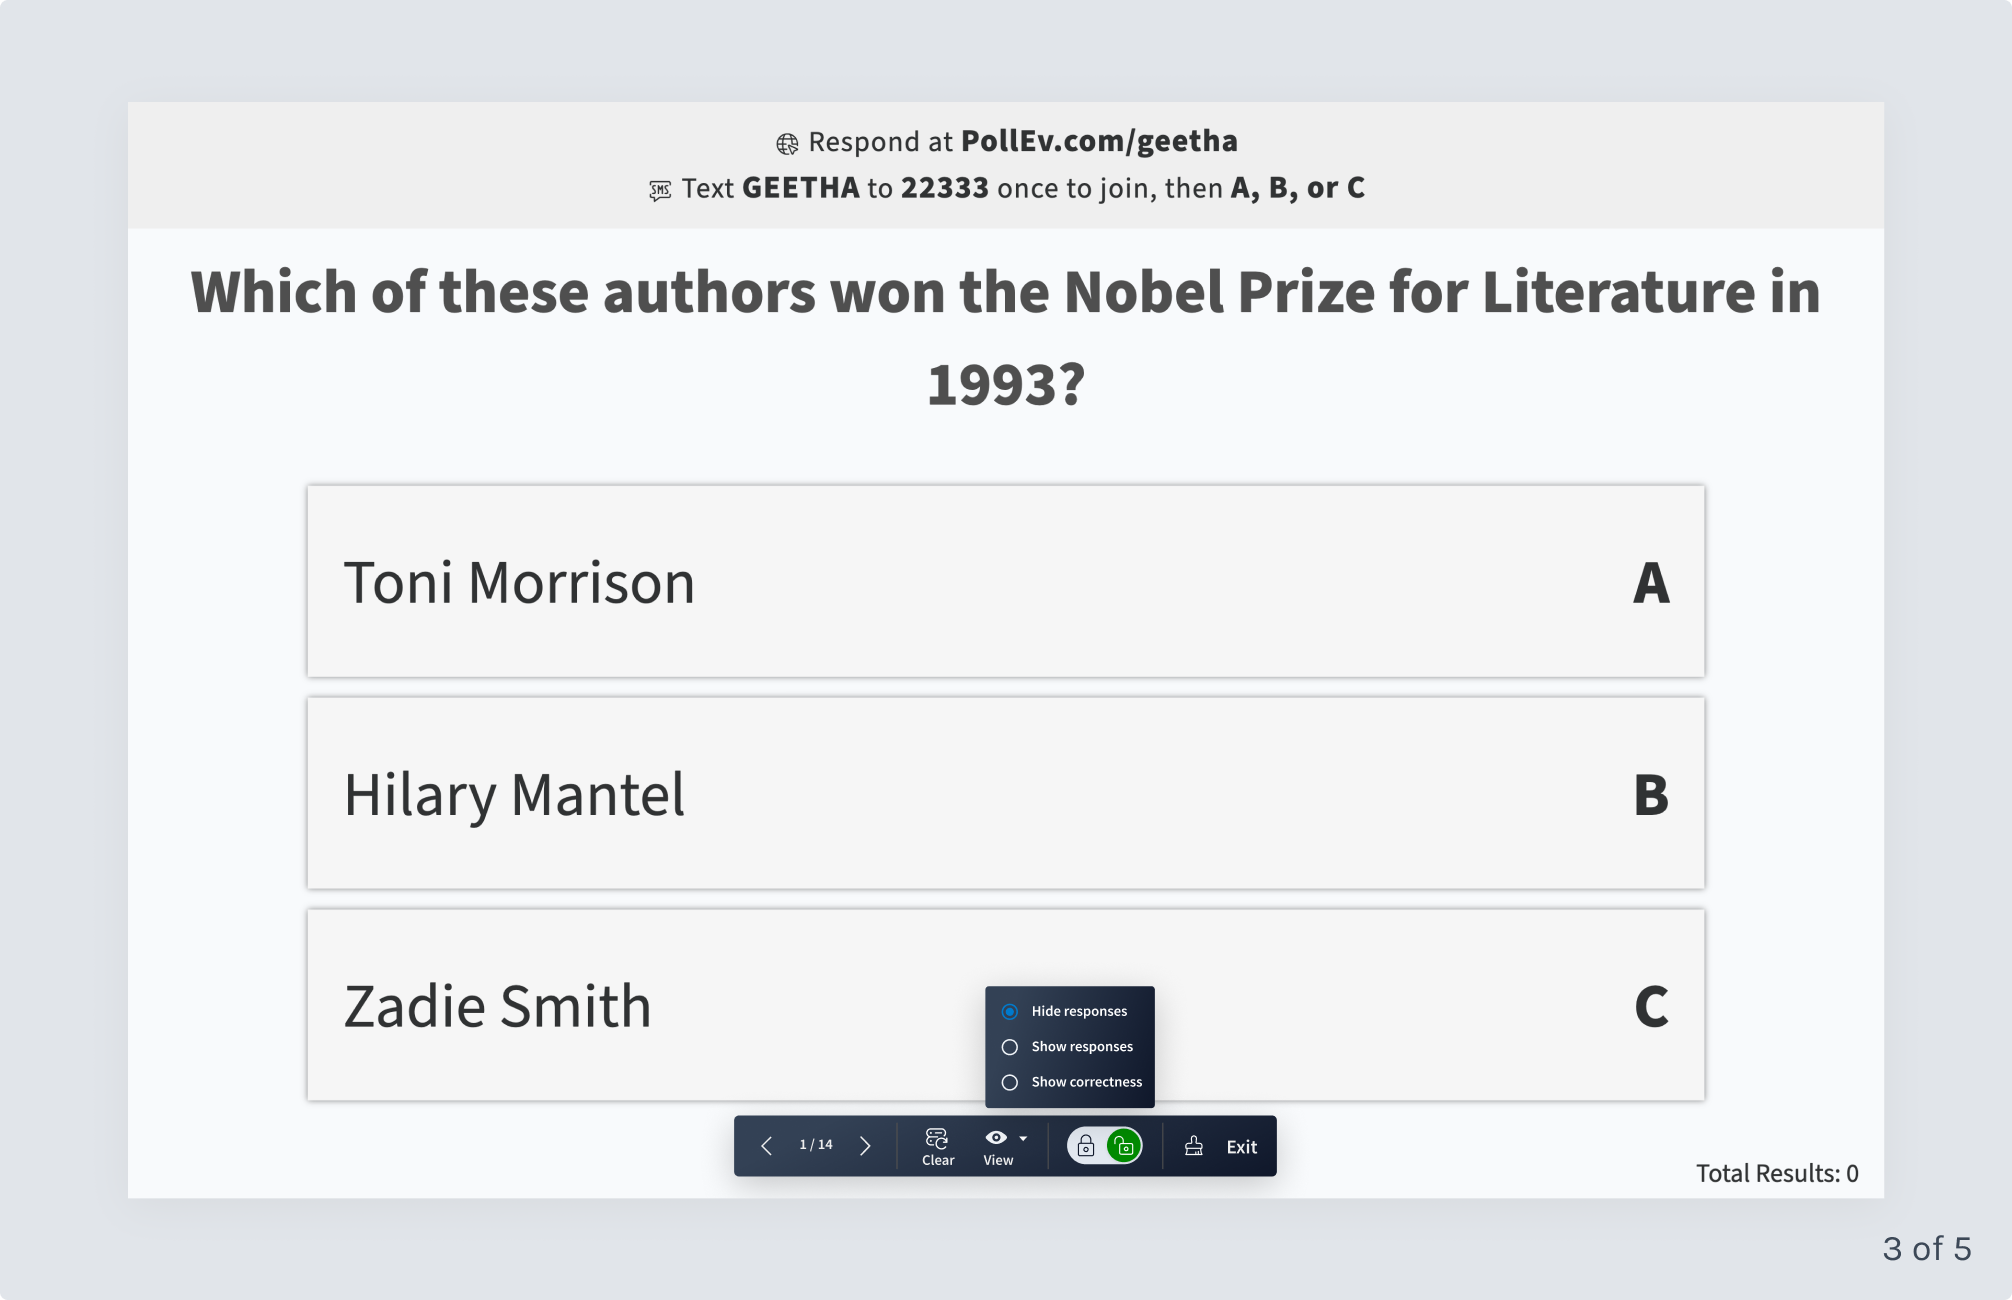 Respond at PollEv.com/geetha
SMS Text GEETHA to 22333 once to join, then A, B, or C
Which of these authors won the Nobel Prize for Literature in
1993?
Toni Morrison A
Hilary Mantel B
Zadie Smith C
Hide responses
Show responses
Show correctness
1 / 14 Clear View Exit
Total Results: 0
3 of 5